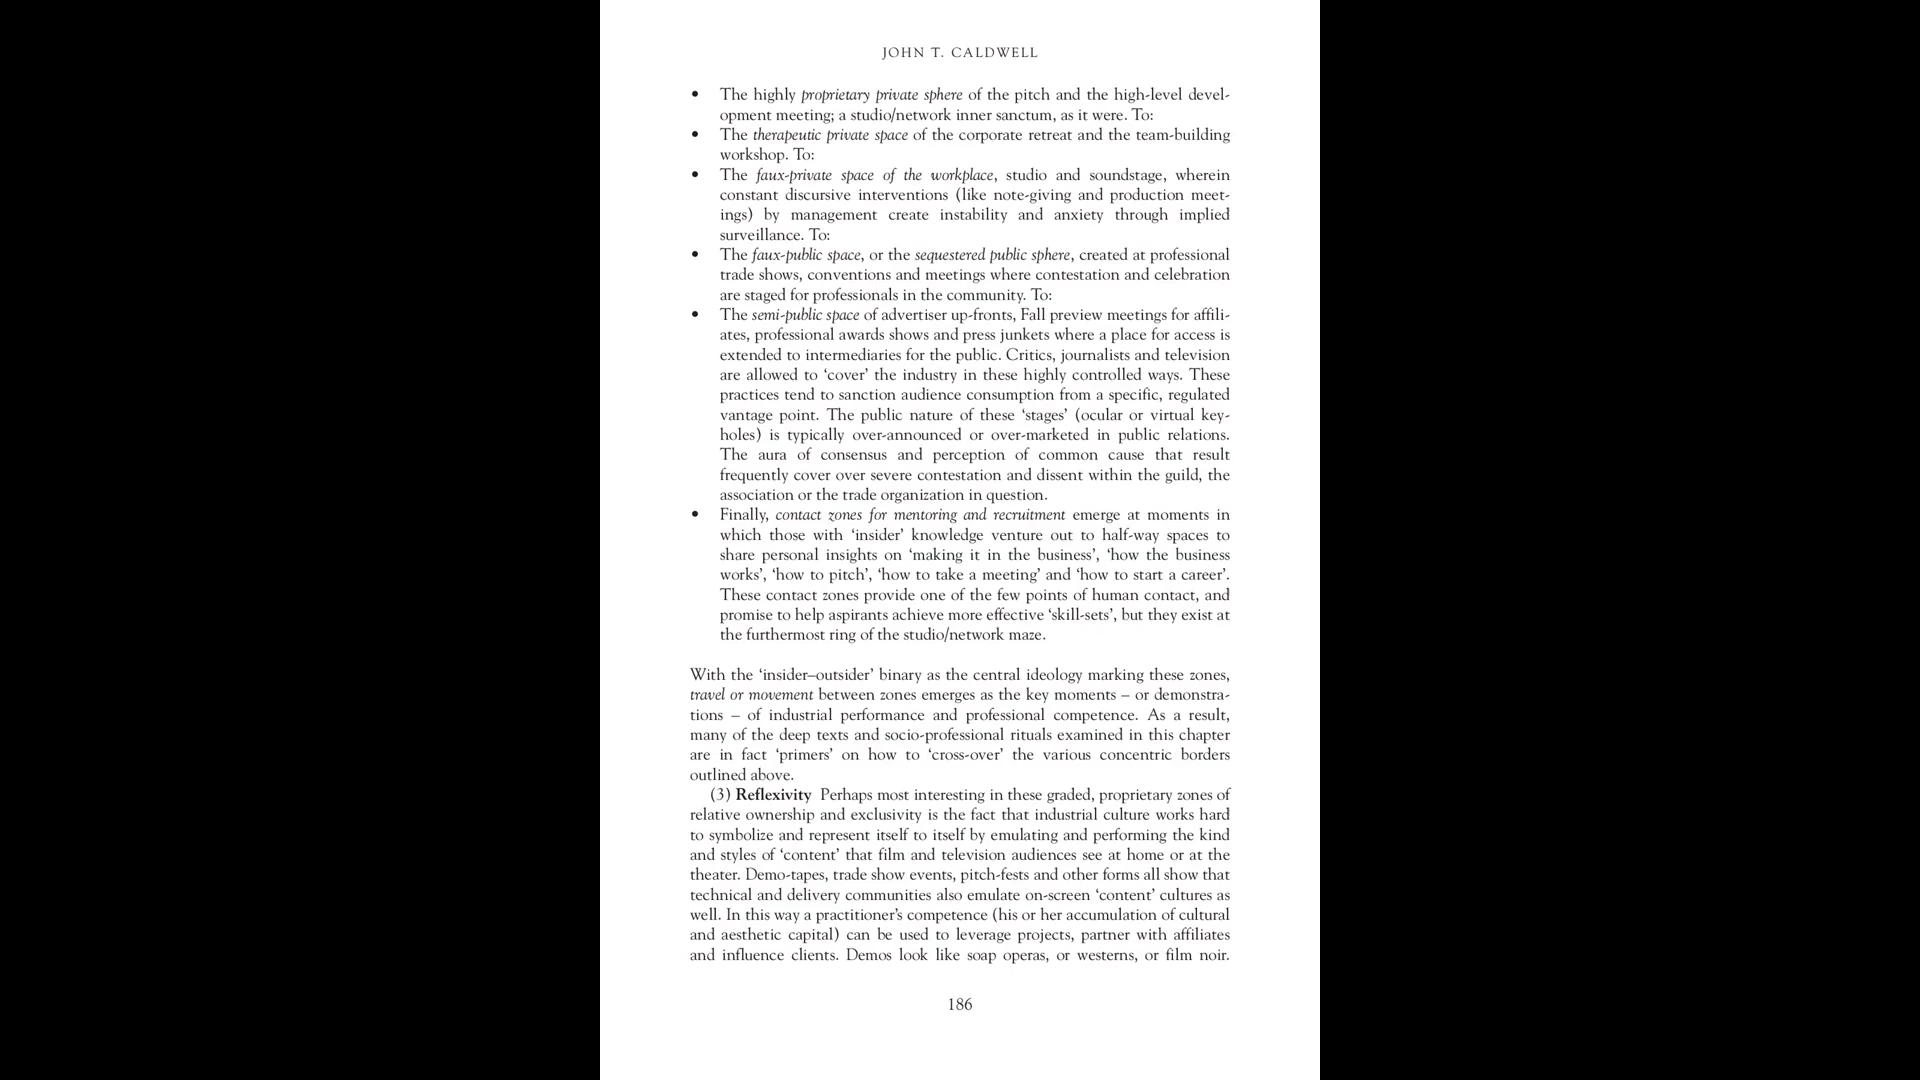 JOHN T. CALDWELL
• The highly proprietary private sphere of the pitch and the high-level devel-
opment meeting; a studio/network inner sanctum, as it were. To:
• The therapeutic private space of the corporate retreat and the team-building
workshop. To:
• The faux-private space of the workplace, studio and soundstage, wherein
constant discursive interventions (like note-giving and production meet-
ings) by management create instability and anxiety through implied
surveillance. To:
• The faux-public space, or the sequestered public sphere, created at professional
trade shows, conventions and meetings where contestation and celebration
are staged for professionals in the community. To:
• The semi-public space of advertiser up-fronts, Fall preview meetings for affili-
ates, professional awards shows and press junkets where a place for access is
extended to intermediaries for the public. Critics, journalists and television
are allowed to ‘cover’ the industry in these highly controlled ways. These
practices tend to sanction audience consumption from a specific, regulated
vantage point. The public nature of these ‘stages’ (ocular or virtual key-
holes) is typically over-announced or over-marketed in public relations.
The aura of consensus and perception of common cause that result
frequently cover over severe contestation and dissent within the guild, the
association or the trade organization in question.
• Finally, contact zones for mentoring and recruitment emerge at moments in
which those with ‘insider’ knowledge venture out to half-way spaces to
share personal insights on ‘making it in the business’, ‘how the business
works’, ‘how to pitch’, ‘how to take a meeting’ and ‘how to start a career’.
These contact zones provide one of the few points of human contact, and
promise to help aspirants achieve more effective ‘skill-sets’, but they exist at
the furthermost ring of the studio/network maze.
With the ‘insider–outsider’ binary as the central ideology marking these zones,
travel or movement between zones emerges as the key moments – or demonstra-
tions – of industrial performance and professional competence. As a result,
many of the deep texts and socio-professional rituals examined in this chapter
are in fact ‘primers’ on how to ‘cross-over’ the various concentric borders
outlined above.
(3) Reflexivity Perhaps most interesting in these graded, proprietary zones of
relative ownership and exclusivity is the fact that industrial culture works hard
to symbolize and represent itself to itself by emulating and performing the kind
and styles of ‘content’ that film and television audiences see at home or at the
theater. Demo-tapes, trade show events, pitch-fests and other forms all show that
technical and delivery communities also emulate on-screen ‘content’ cultures as
well. In this way a practitioner’s competence (his or her accumulation of cultural
and aesthetic capital) can be used to leverage projects, partner with affiliates
and influence clients. Demos look like soap operas, or westerns, or film noir.
186